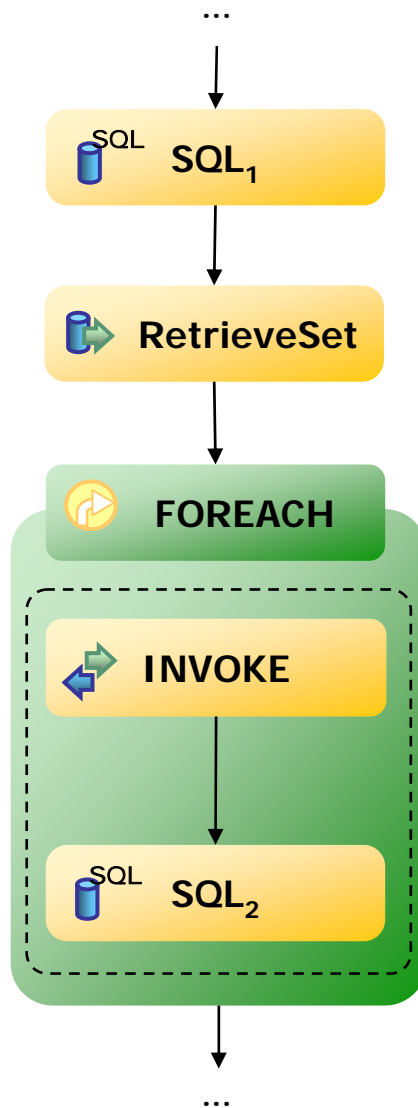 ...
SQL
SQL₁
RetrieveSet
FOREACH
INVOKE
SQL
SQL₂
...